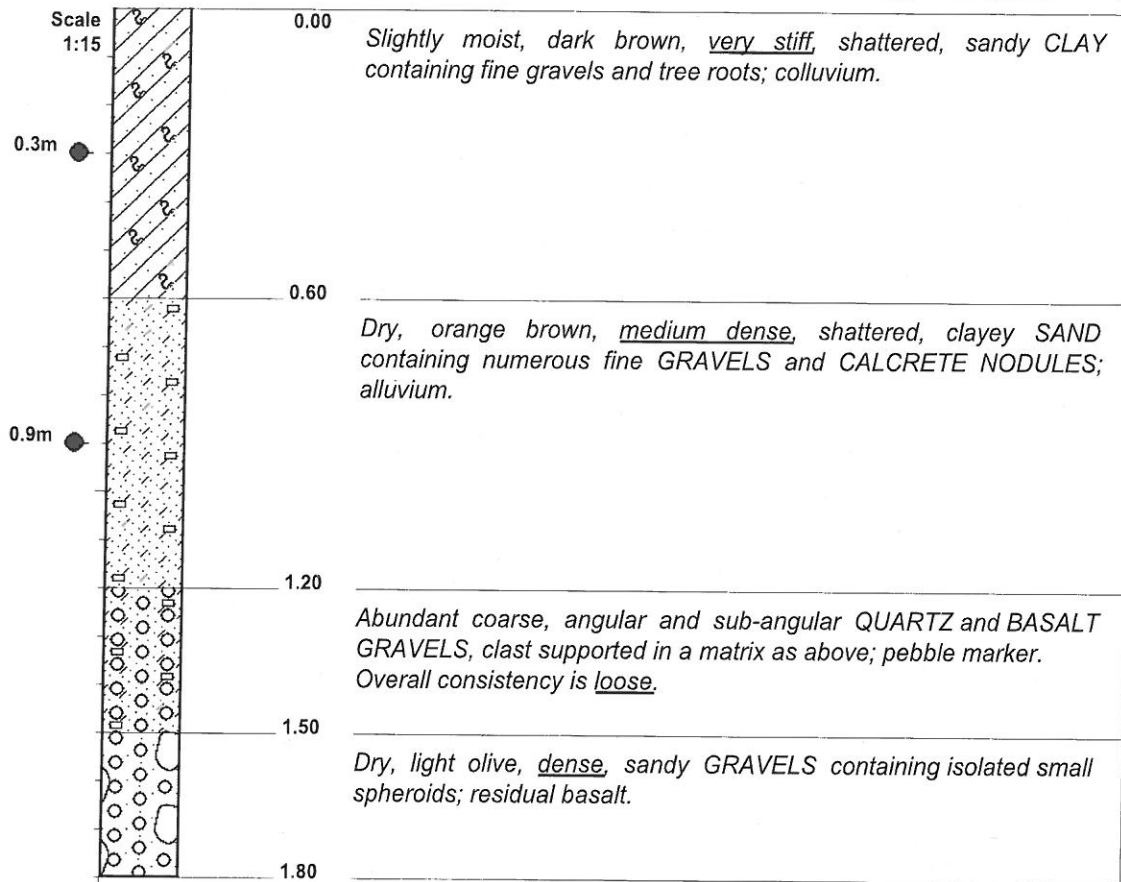 Scale
1:15
0.00
Slightly moist, dark brown, very stiff, shattered, sandy CLAY
containing fine gravels and tree roots; colluvium.
0.3m
0.60
Dry, orange brown, medium dense, shattered, clayey SAND
containing numerous fine GRAVELS and CALCRETE NODULES;
alluvium.
0.9m
1.20
Abundant coarse, angular and sub-angular QUARTZ and BASALT
GRAVELS, clast supported in a matrix as above; pebble marker.
Overall consistency is loose.
1.50
Dry, light olive, dense, sandy GRAVELS containing isolated small
spheroids; residual basalt.
1.80